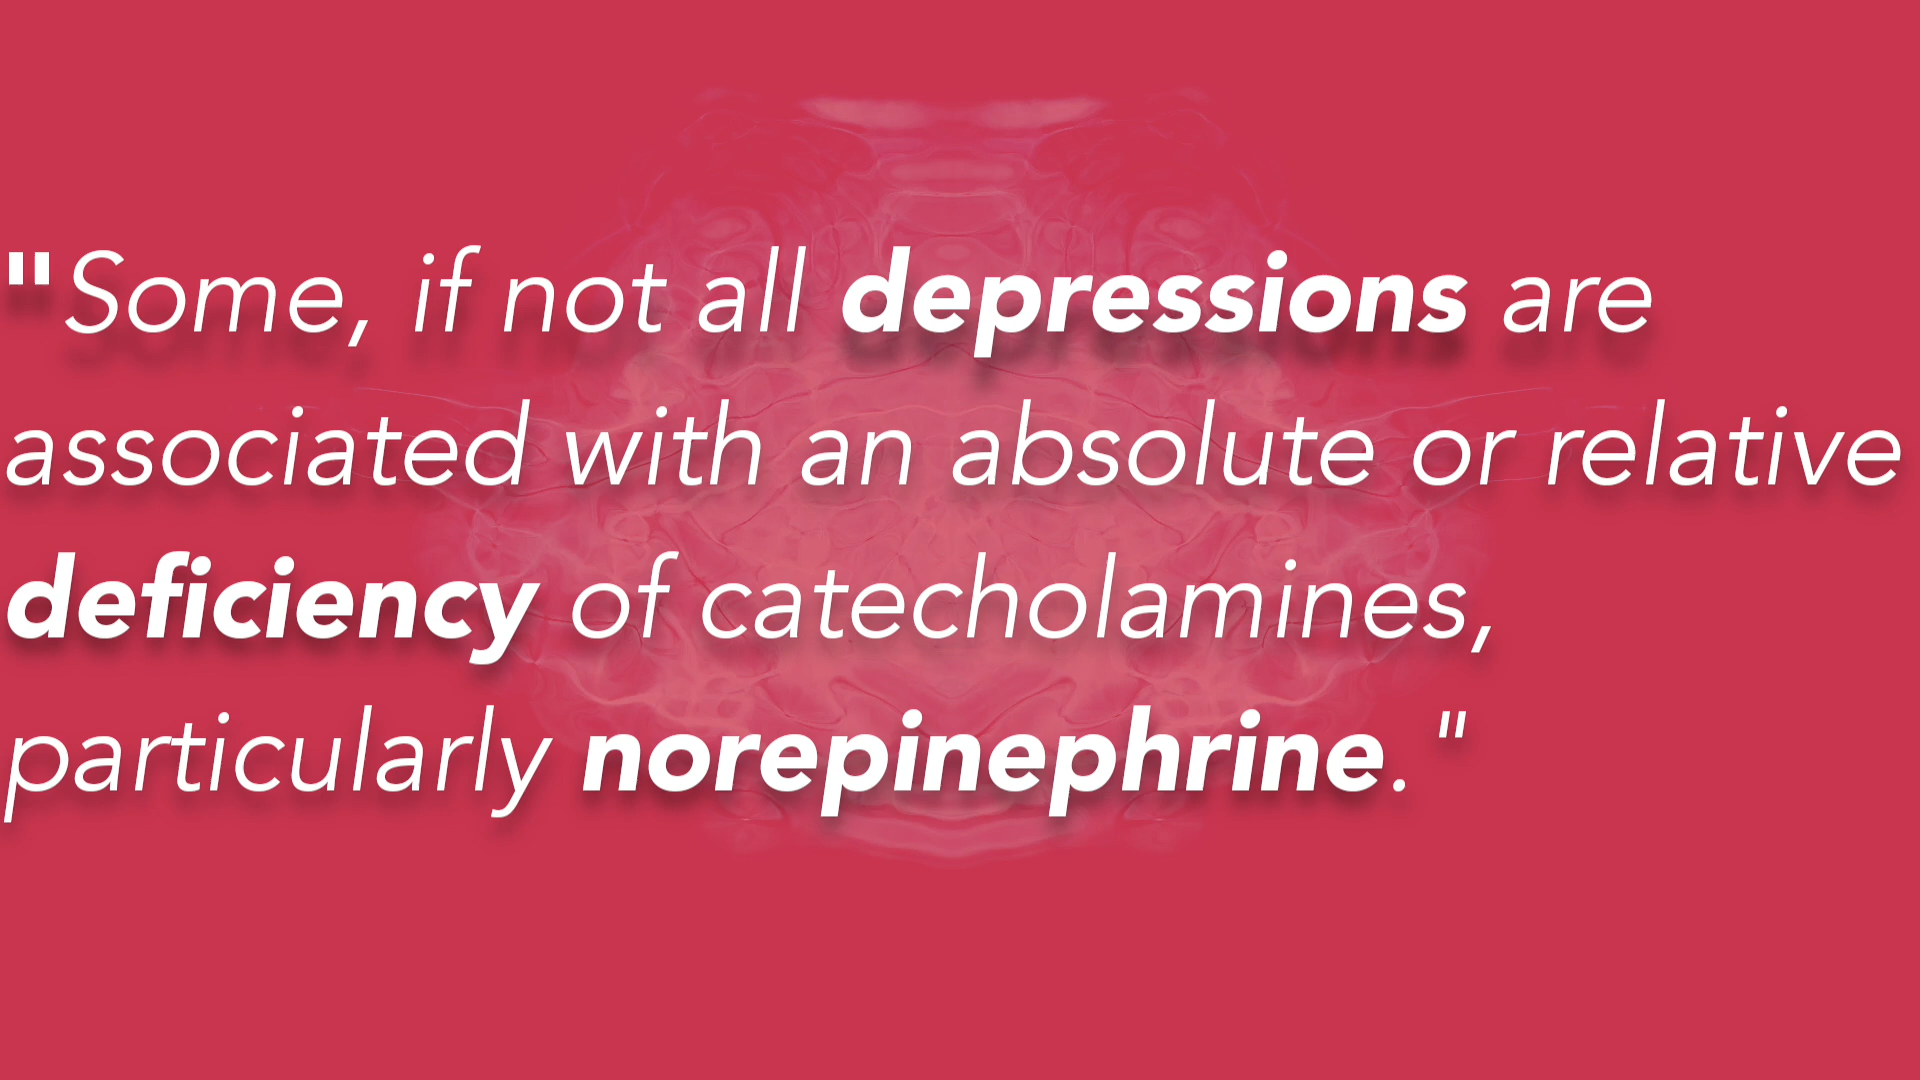 "Some, if not all depressions are
associated with an absolute or relative
deficiency of catecholamines,
particularly norepinephrine."